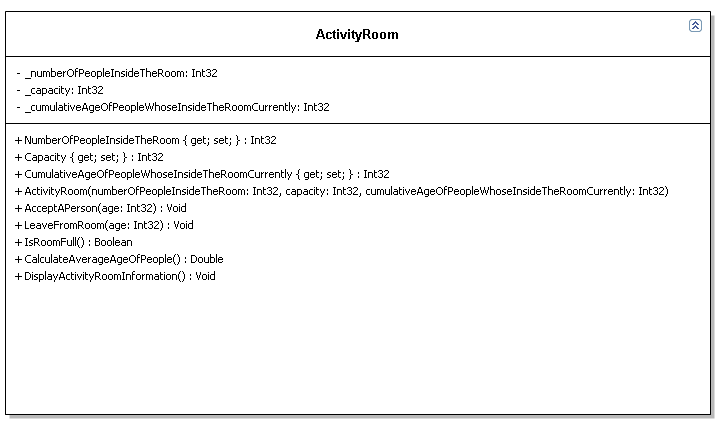 ActivityRoom
- _numberOfPeopleInsideTheRoom: Int32
- _capacity: Int32
- _cumulativeAgeOfPeopleWhoseInsideTheRoomCurrently: Int32
+ NumberOfPeopleInsideTheRoom { get; set; } : Int32
+ Capacity { get; set; } : Int32
+ CumulativeAgeOfPeopleWhoseInsideTheRoomCurrently { get; set; } : Int32
+ ActivityRoom(numberOfPeopleInsideTheRoom: Int32, capacity: Int32, cumulativeAgeOfPeopleWhoseInsideTheRoomCurrently: Int32)
+ AcceptAPerson(age: Int32) : Void
+ LeaveFromRoom(age: Int32) : Void
+ IsRoomFull() : Boolean
+ CalculateAverageAgeOfPeople() : Double
+ DisplayActivityRoomInformation() : Void